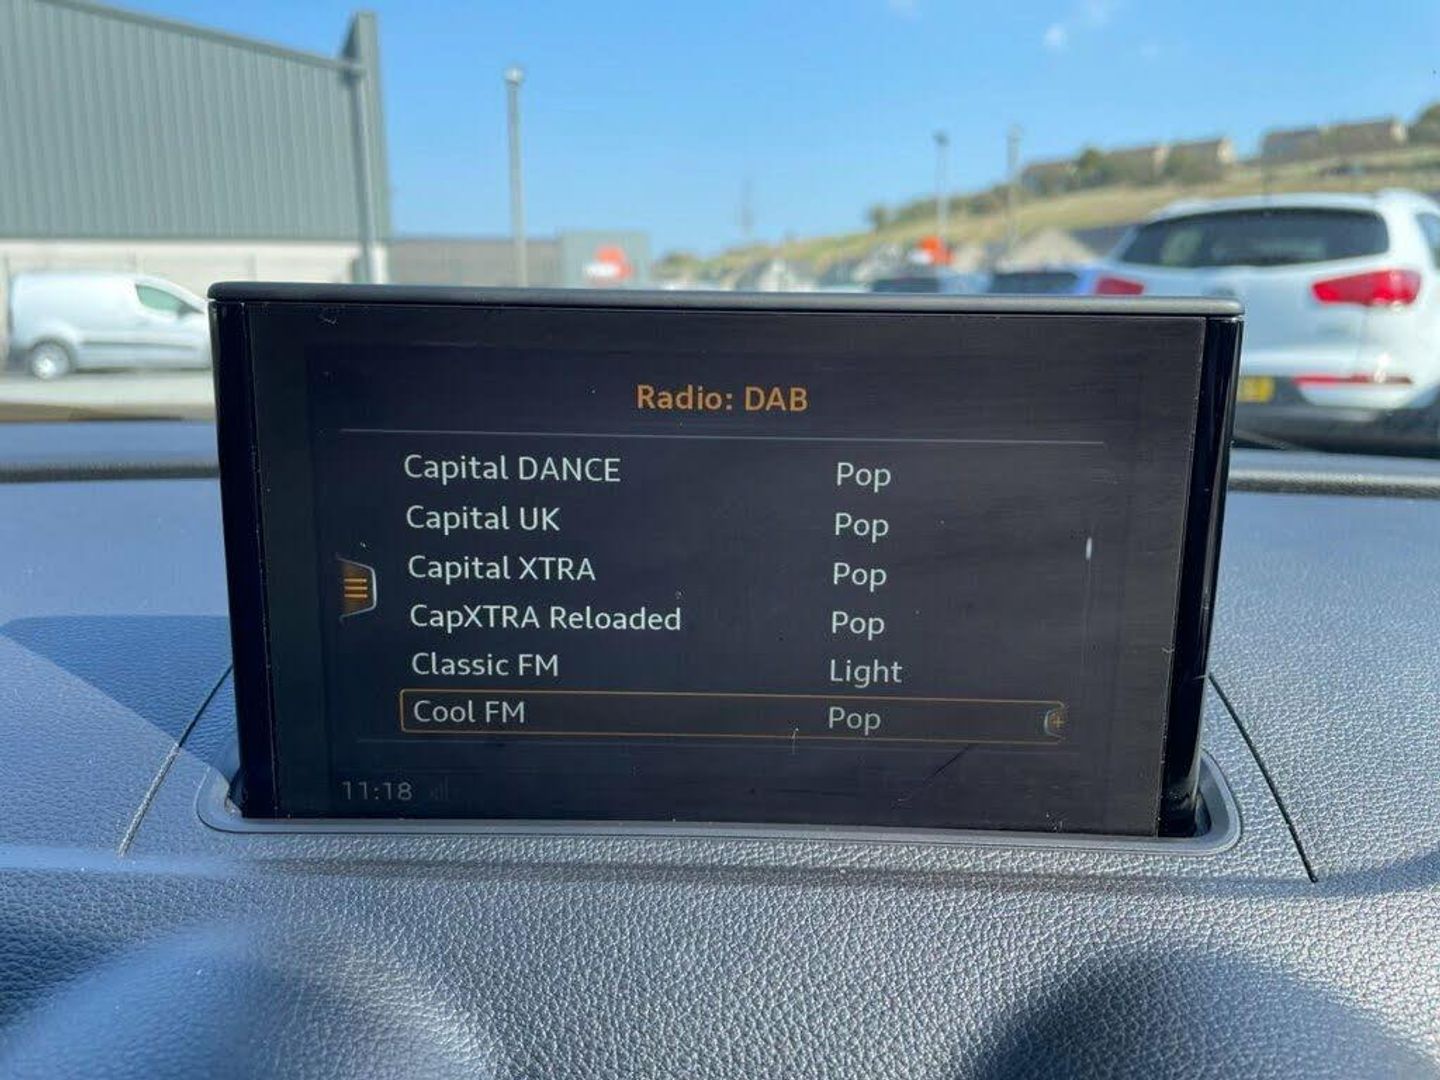 Radio: DAB
Capital DANCE Pop
Capital UK Pop
Capital XTRA Pop
CapXTRA Reloaded Pop
Classic FM Light
Cool FM Pop
11:18